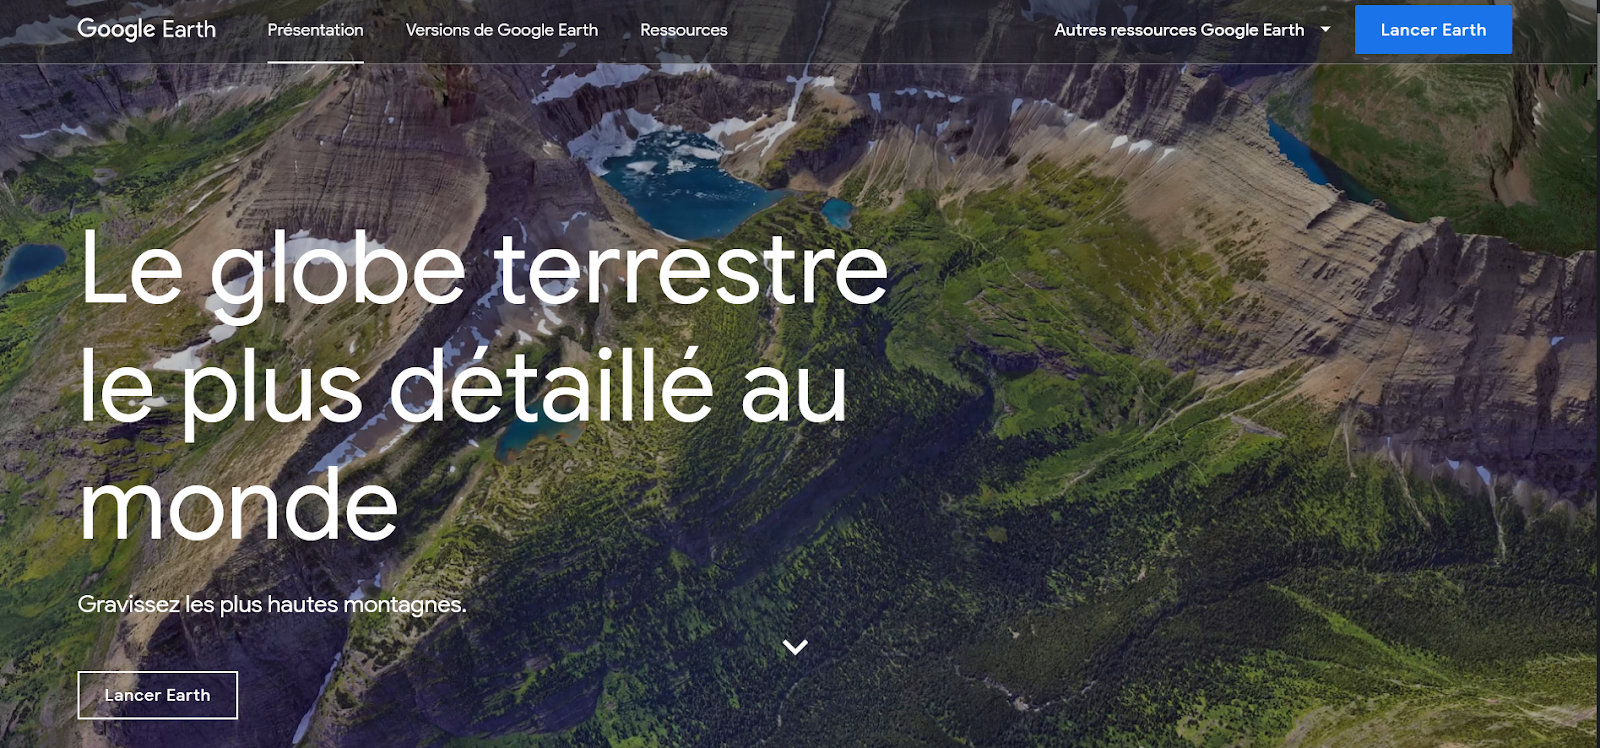 Google Earth
Présentation
Versions de Google Earth
Ressources
Autres ressources Google Earth
Lancer Earth
Le globe terrestre
le plus détaillé au
monde
Gravissez les plus hautes montagnes.
Lancer Earth